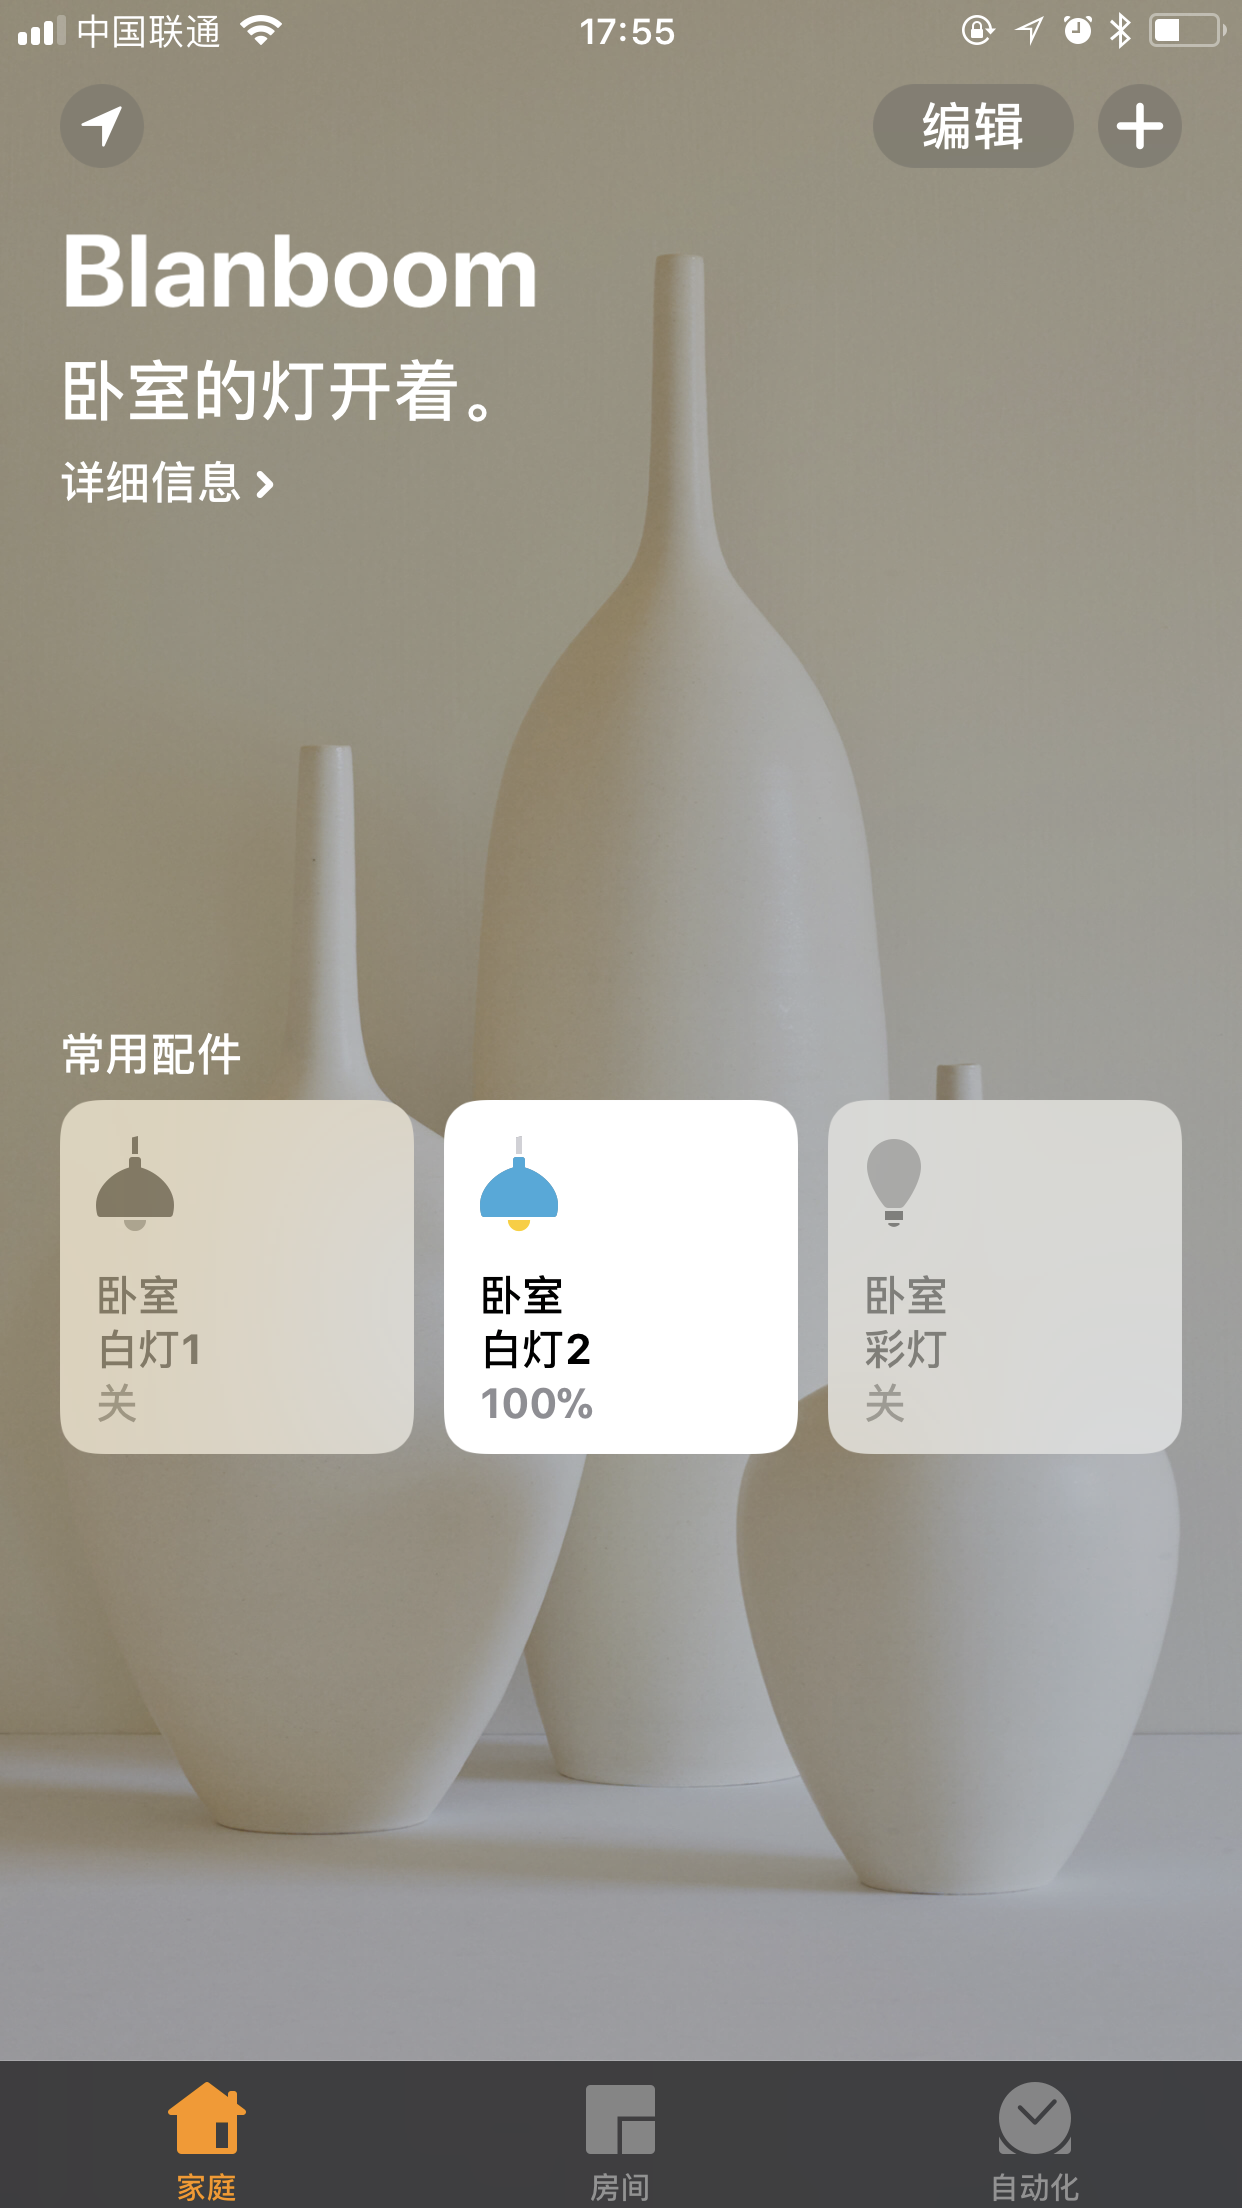 中国联通
17:55
编辑
Blanboom
卧室的灯开着。
详细信息
常用配件
卧室
白灯1
关
卧室
白灯2
100%
卧室
彩灯
关
家庭
房间
自动化